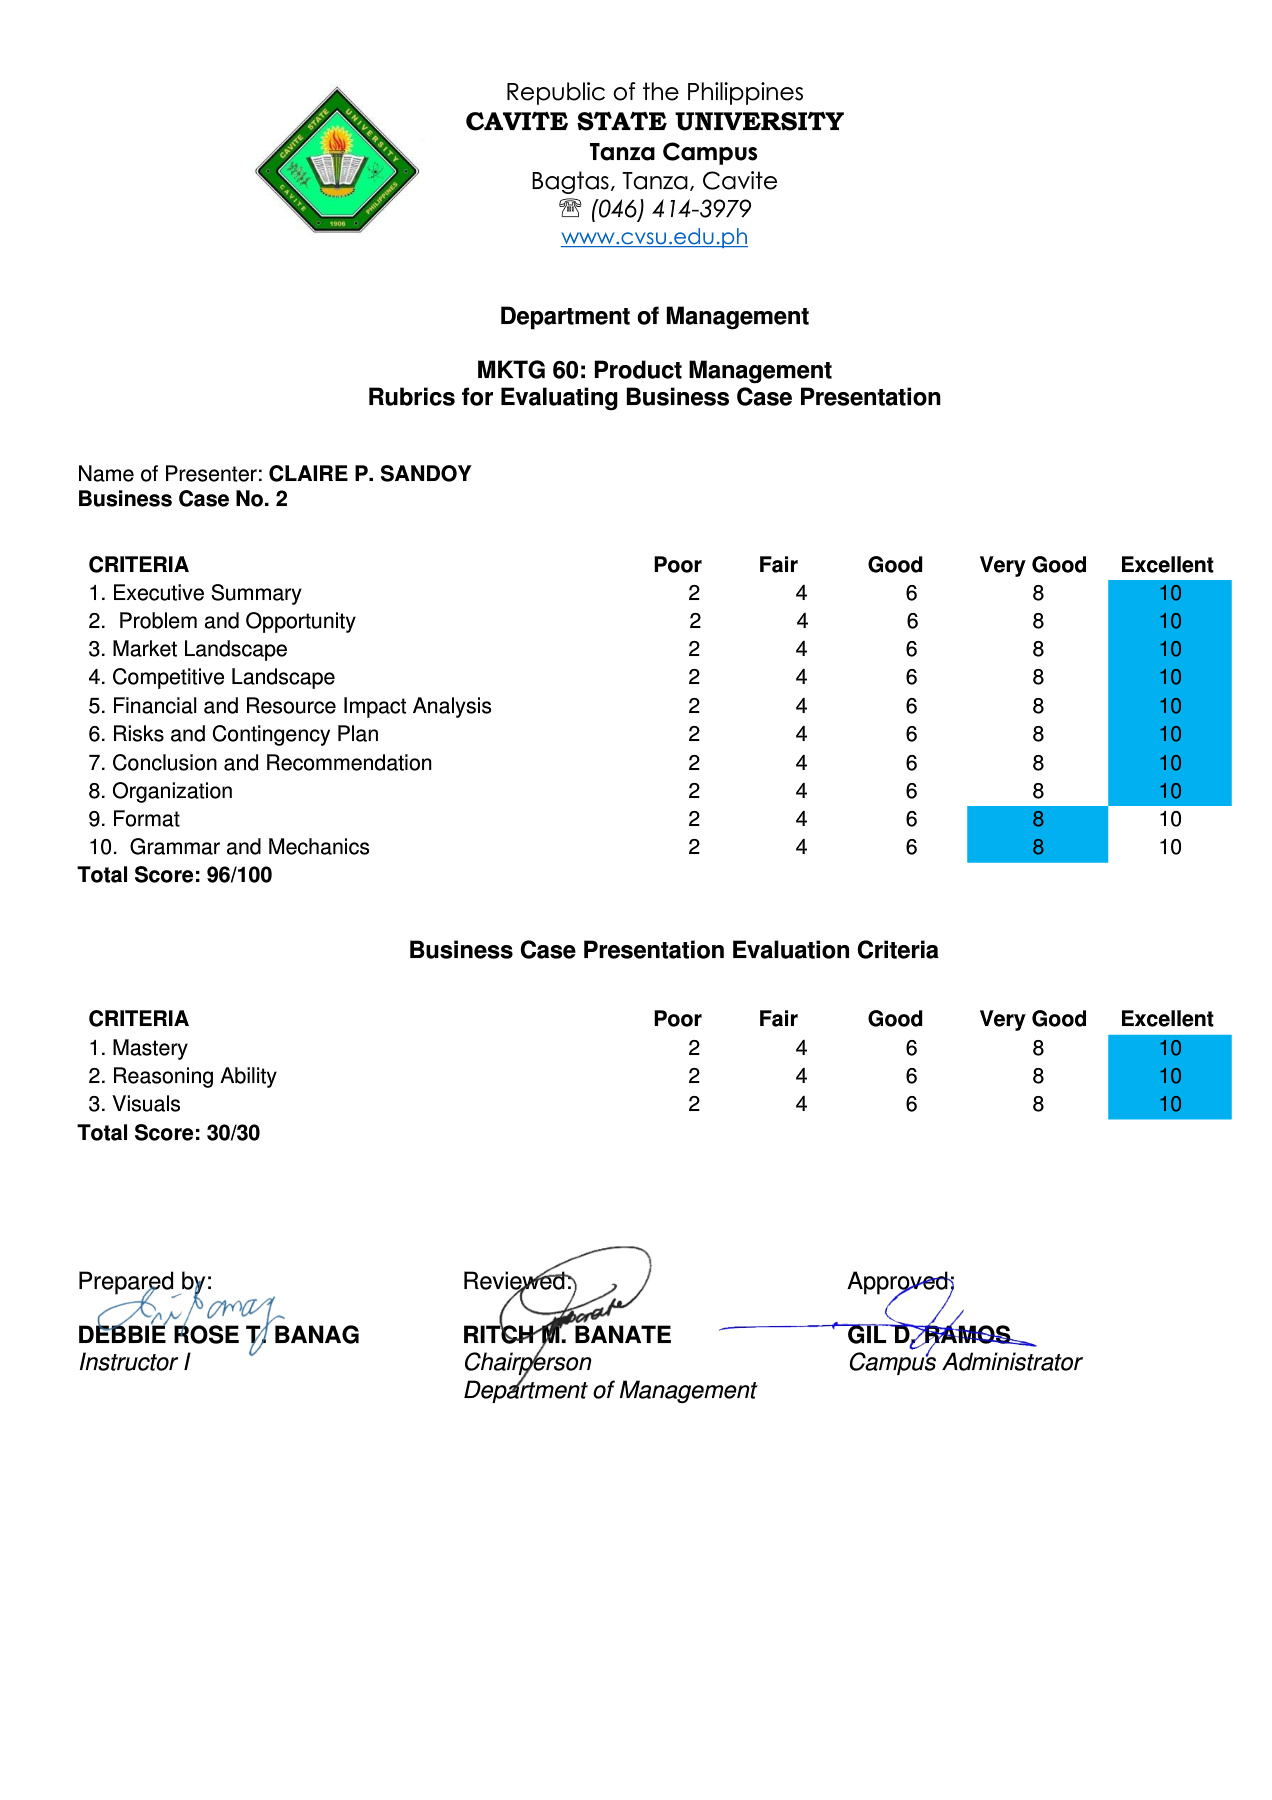 Republic of the Philippines
CAVITE STATE UNIVERSITY
Tanza Campus
Bagtas, Tanza, Cavite
☏ (046) 414-3979
www.cvsu.edu.ph
CAVITE STATE UNIVERSITY
CAVITE PHILIPPINES
1906
Department of Management
MKTG 60: Product Management
Rubrics for Evaluating Business Case Presentation
Name of Presenter: CLAIRE P. SANDOY
Business Case No. 2
CRITERIA Poor Fair Good Very Good Excellent
1. Executive Summary 2 4 6 8 10
2. Problem and Opportunity 2 4 6 8 10
3. Market Landscape 2 4 6 8 10
4. Competitive Landscape 2 4 6 8 10
5. Financial and Resource Impact Analysis 2 4 6 8 10
6. Risks and Contingency Plan 2 4 6 8 10
7. Conclusion and Recommendation 2 4 6 8 10
8. Organization 2 4 6 8 10
9. Format 2 4 6 8 10
10. Grammar and Mechanics 2 4 6 8 10
Total Score: 96/100
Business Case Presentation Evaluation Criteria
CRITERIA Poor Fair Good Very Good Excellent
1. Mastery 2 4 6 8 10
2. Reasoning Ability 2 4 6 8 10
3. Visuals 2 4 6 8 10
Total Score: 30/30
Prepared by: Reviewed: Approved:
DEBBIE ROSE T. BANAG RITCH M. BANATE GIL D. RAMOS
Instructor I Chairperson Campus Administrator
Department of Management